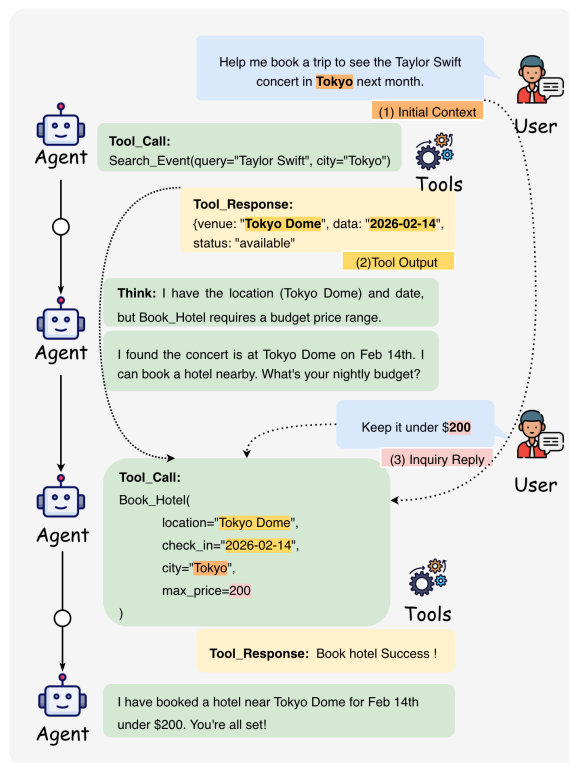 Help me book a trip to see the Taylor Swift
concert in Tokyo next month.
(1) Initial Context
User
Agent
Tool_Call:
Search_Event(query="Taylor Swift", city="Tokyo")
Tools
Tool_Response:
{venue: "Tokyo Dome", data: "2026-02-14",
status: "available"
(2)Tool Output
Think: I have the location (Tokyo Dome) and date,
but Book_Hotel requires a budget price range.
Agent
I found the concert is at Tokyo Dome on Feb 14th. I
can book a hotel nearby. What's your nightly budget?
Keep it under $200
(3) Inquiry Reply
User
Agent
Tool_Call:
Book_Hotel(
location="Tokyo Dome",
check_in="2026-02-14",
city="Tokyo",
max_price=200
)
Tools
Tool_Response: Book hotel Success !
Agent
I have booked a hotel near Tokyo Dome for Feb 14th
under $200. You're all set!